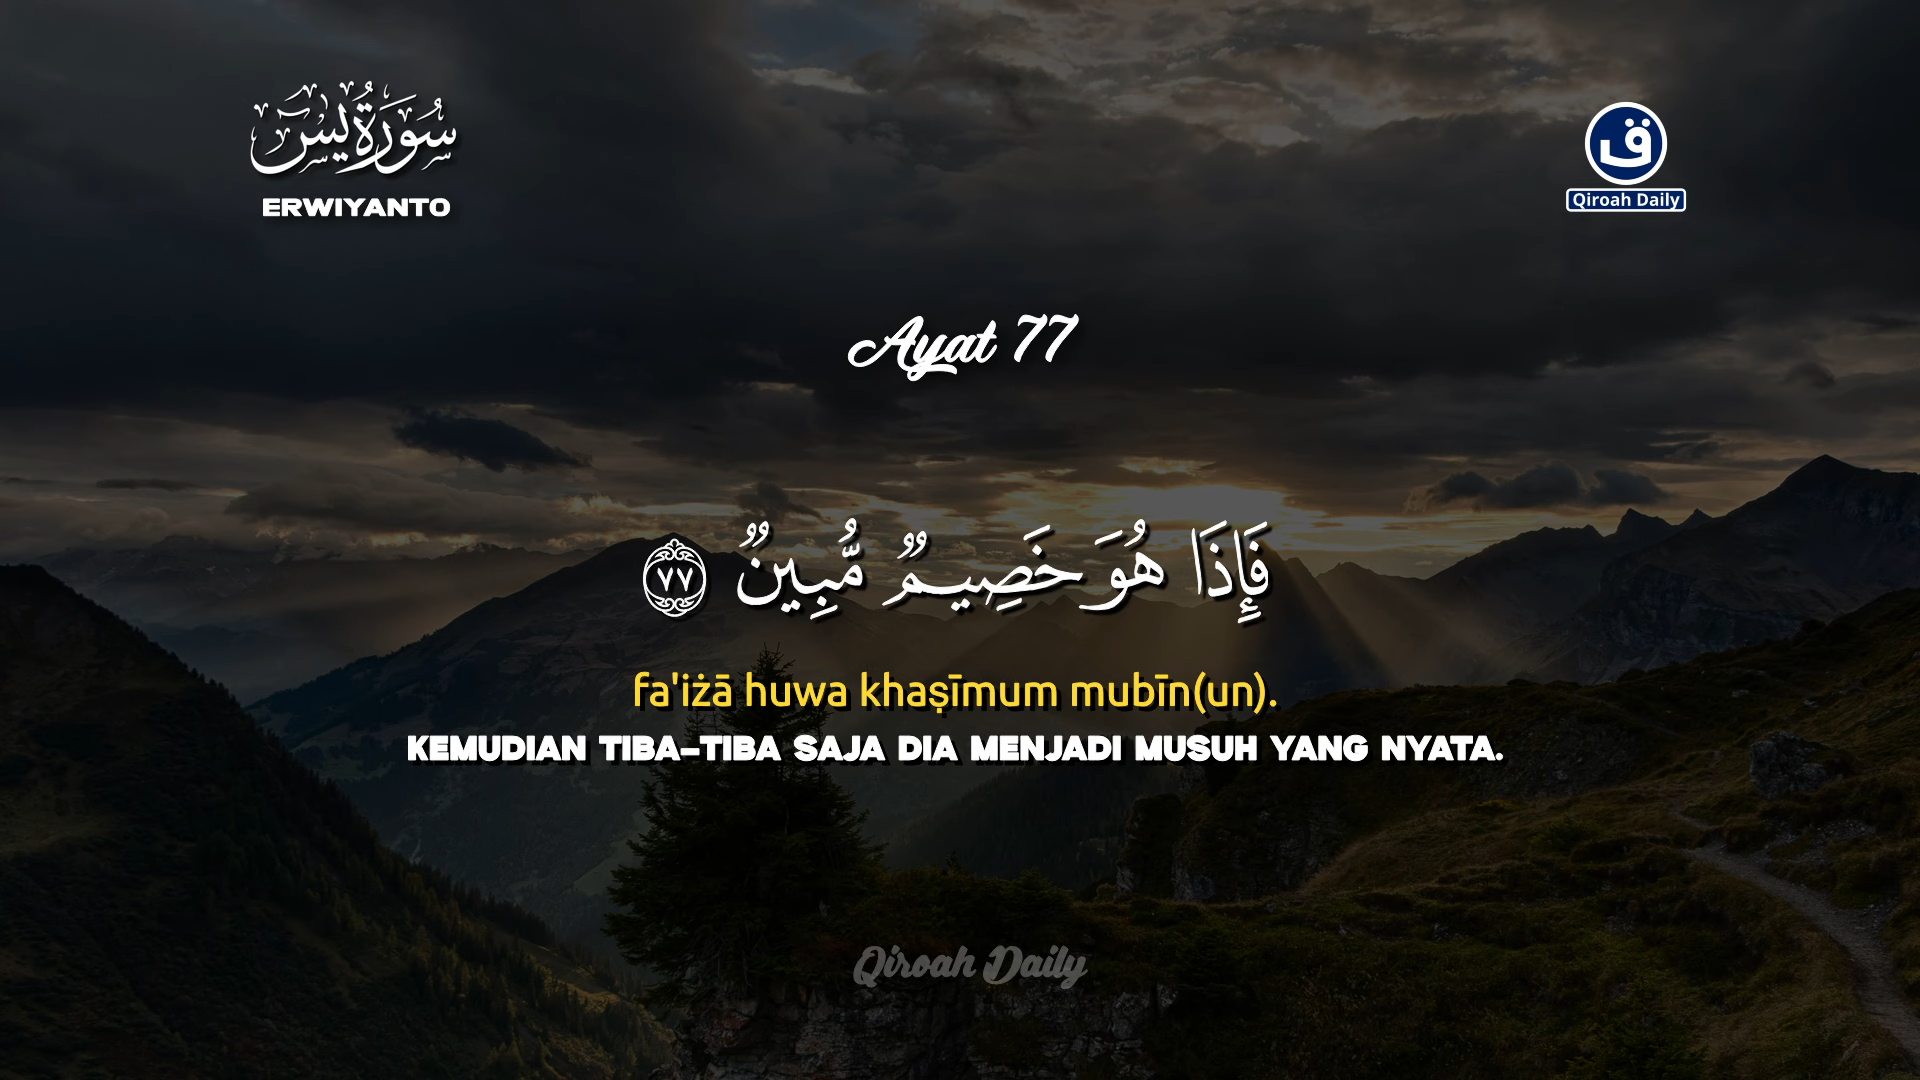 سُورَةُ يٰسٓ
ERWIYANTO
ق
Qiroah Daily
Ayat 77
فَإِذَا هُوَ خَصِيمٌ مُّبِينٌ ٧٧
fa'iżā huwa khaṣīmum mubīn(un).
KEMUDIAN TIBA-TIBA SAJA DIA MENJADI MUSUH YANG NYATA.
Qiroah Daily